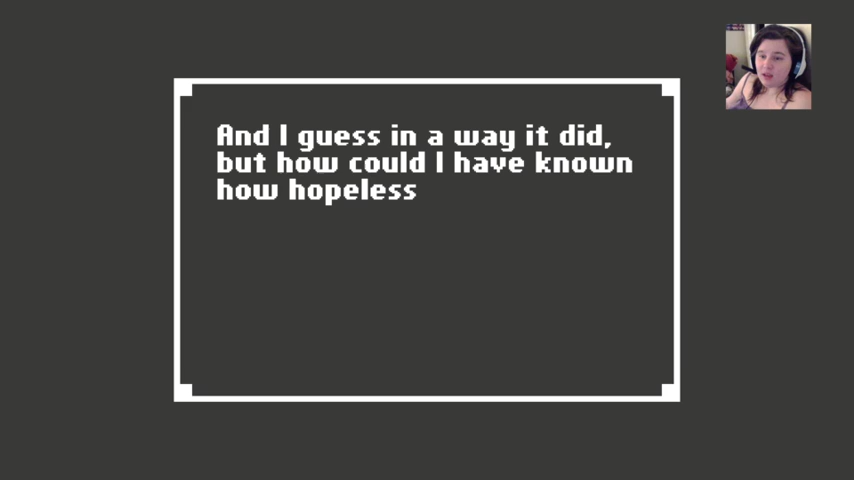 And I guess in a way it did,
but how could I have known
how hopeless